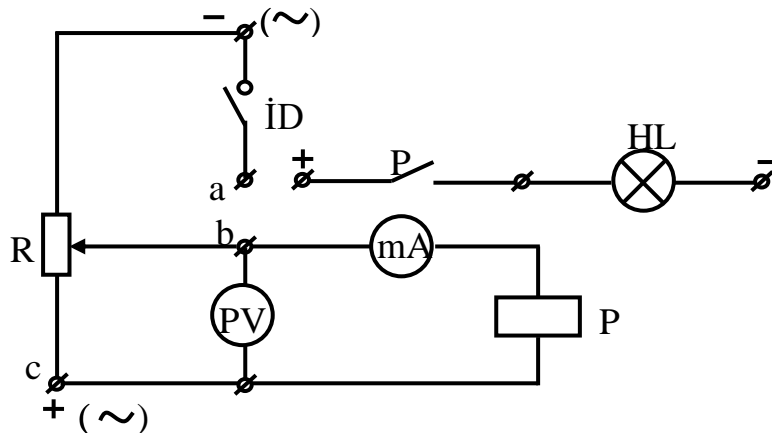 − (~)
İD
HL
+ P −
a
b
R mA
PV P
c
+ (~)